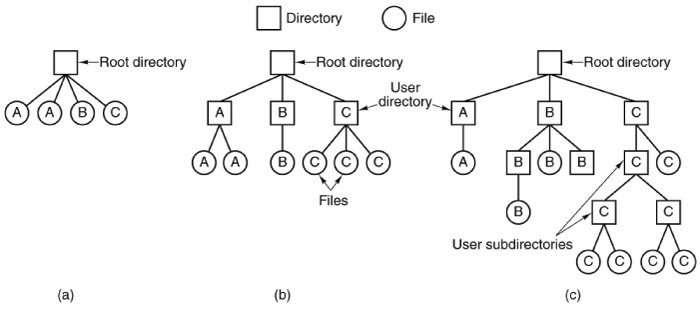 Directory File
Root directory
A A B C
Root directory
User
directory
A B C
A A B C C C
Files
Root directory
A B C
A B B B C C
B C C
User subdirectories
C C C C
(a) (b) (c)